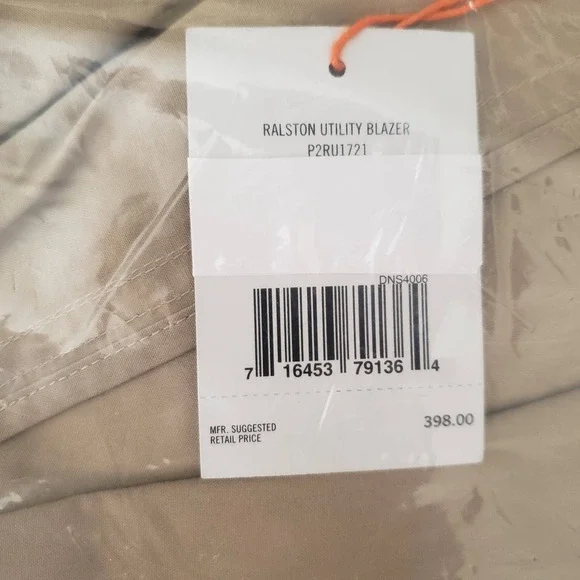 RALSTON UTILITY BLAZER
P2RU1721
DNS4006
7 16453 79136 4
MFR. SUGGESTED
RETAIL PRICE
398.00